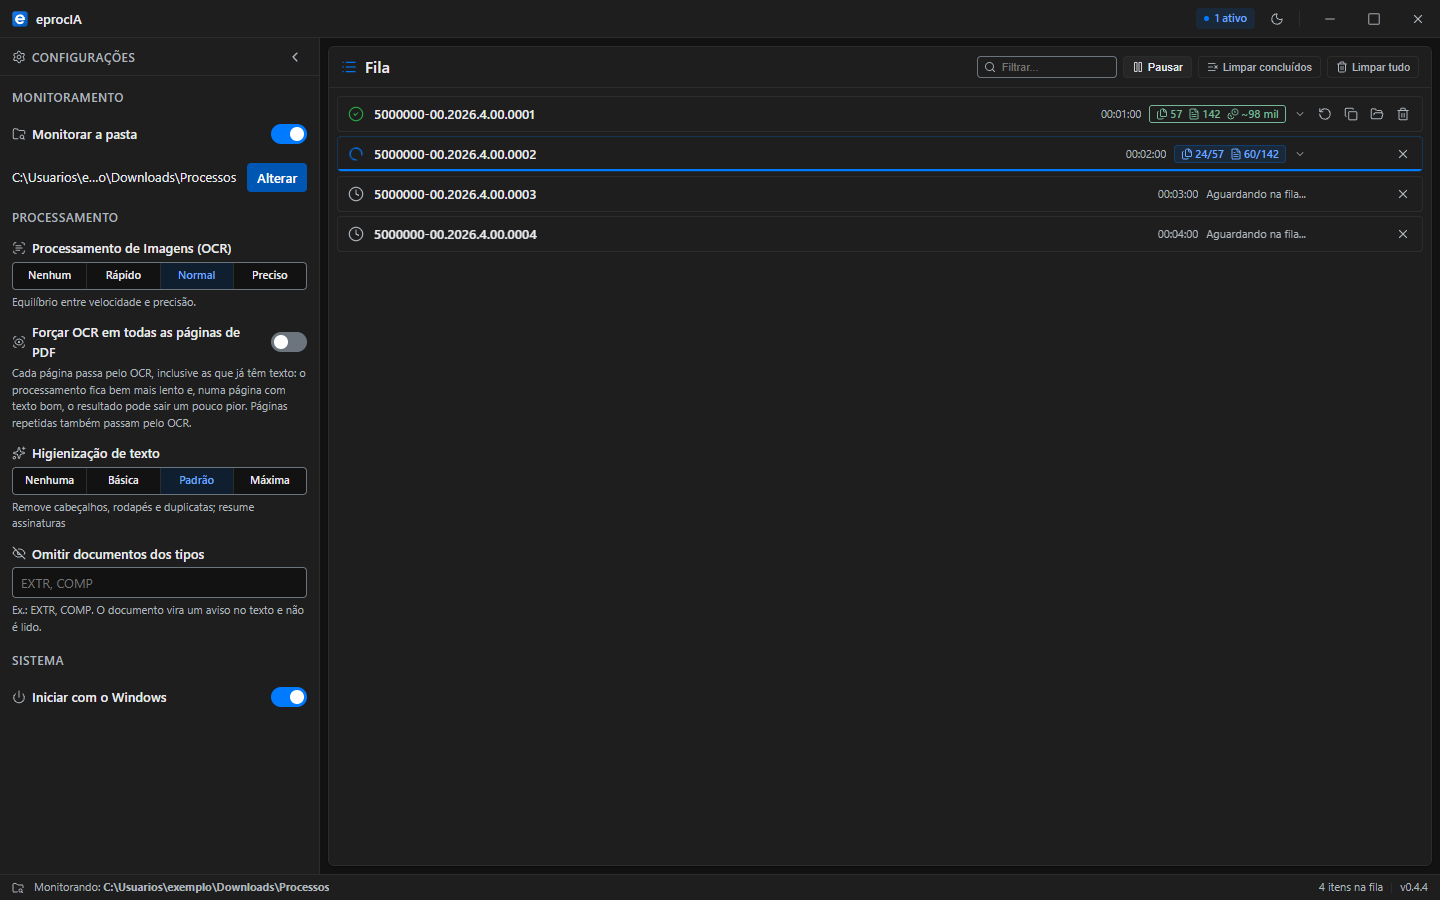 eprocIA
1 ativo
CONFIGURAÇÕES
MONITORAMENTO
Monitorar a pasta
C:\Usuarios\e...o\Downloads\Processos
Alterar
PROCESSAMENTO
Processamento de Imagens (OCR)
Nenhum Rápido Normal Preciso
Equilíbrio entre velocidade e precisão.
Forçar OCR em todas as páginas de
PDF
Cada página passa pelo OCR, inclusive as que já têm texto: o
processamento fica bem mais lento e, numa página com
texto bom, o resultado pode sair um pouco pior. Páginas
repetidas também passam pelo OCR.
Higienização de texto
Nenhuma Básica Padrão Máxima
Remove cabeçalhos, rodapés e duplicatas; resume
assinaturas
Omitir documentos dos tipos
EXTR, COMP
Ex.: EXTR, COMP. O documento vira um aviso no texto e não
é lido.
SISTEMA
Iniciar com o Windows
Fila
Filtrar...
Pausar
Limpar concluídos
Limpar tudo
5000000-00.2026.4.00.0001 00:01:00 57 142 ~98 mil
5000000-00.2026.4.00.0002 00:02:00 24/57 60/142
5000000-00.2026.4.00.0003 00:03:00 Aguardando na fila...
5000000-00.2026.4.00.0004 00:04:00 Aguardando na fila...
Monitorando: C:\Usuarios\exemplo\Downloads\Processos
4 itens na fila
v0.4.4